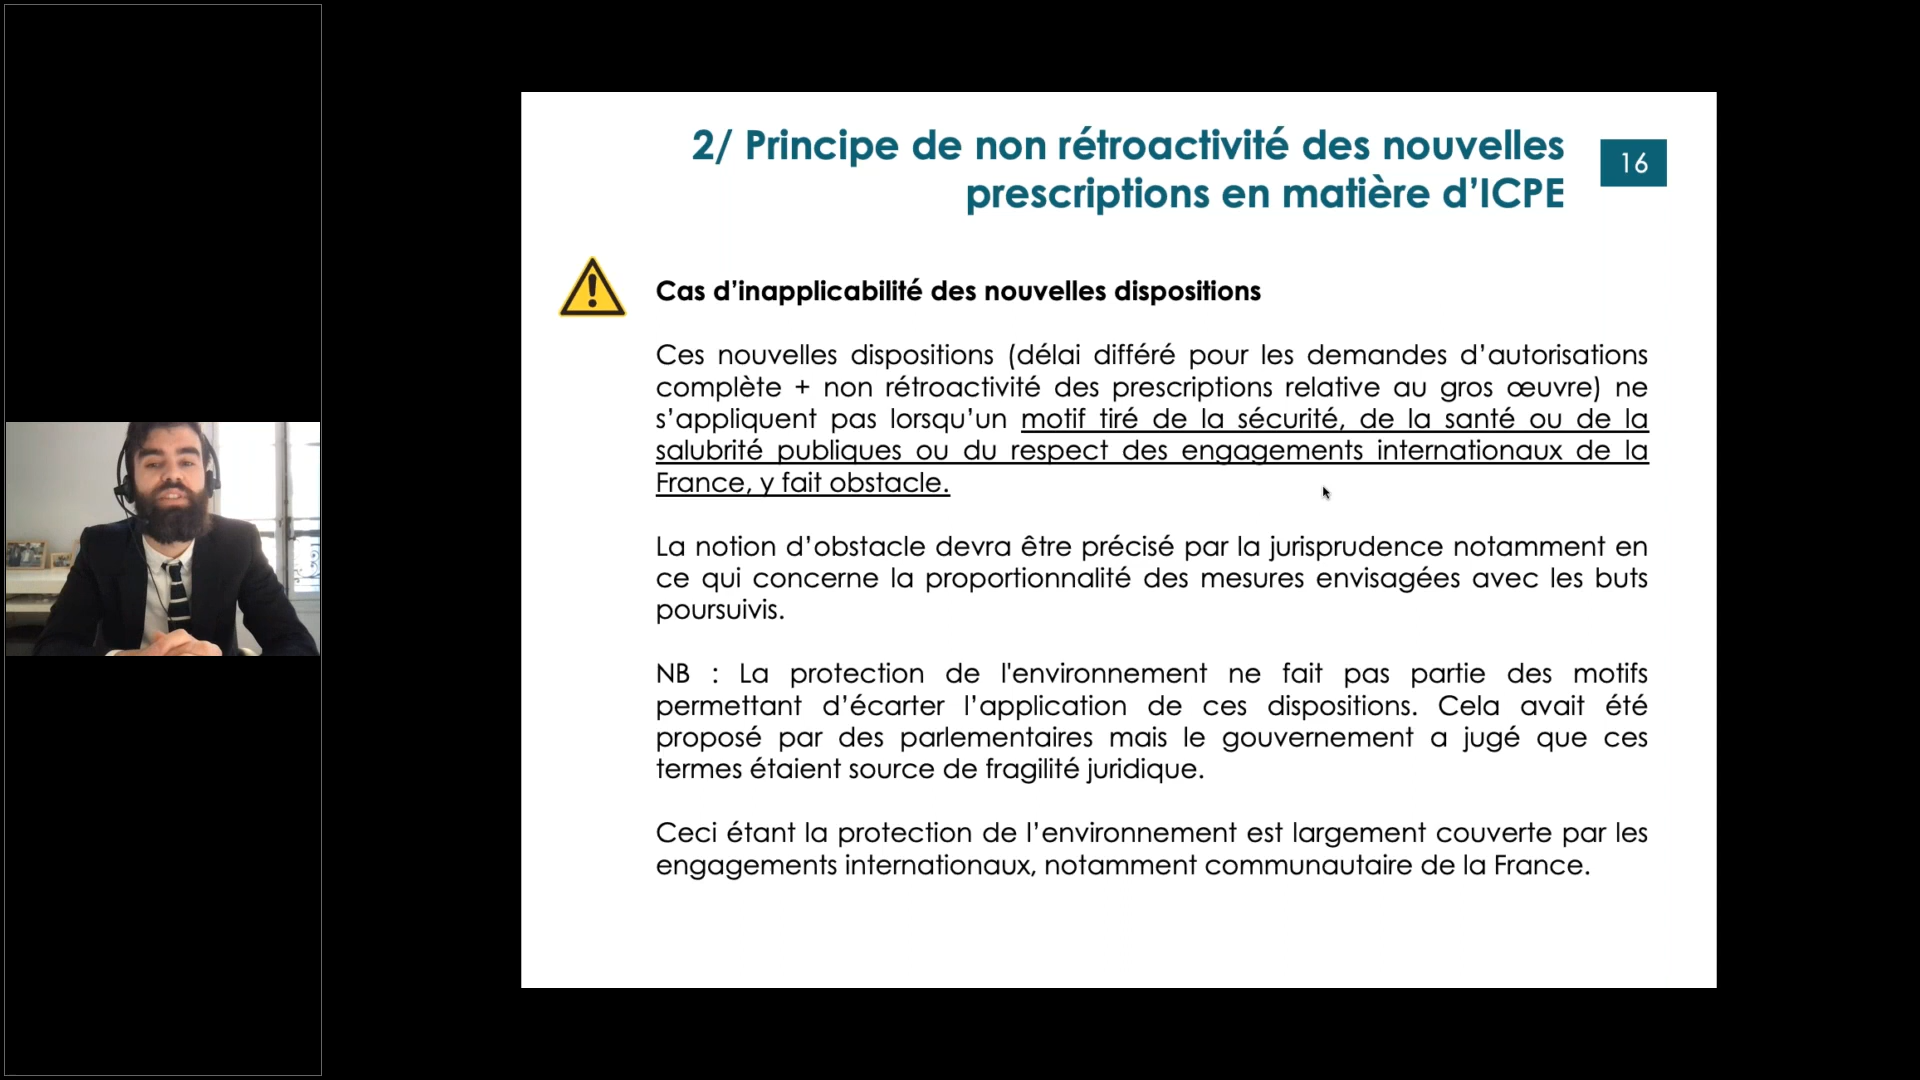 2/ Principe de non rétroactivité des nouvelles
prescriptions en matière d’ICPE
16
Cas d’inapplicabilité des nouvelles dispositions
Ces nouvelles dispositions (délai différé pour les demandes d’autorisations
complète + non rétroactivité des prescriptions relative au gros œuvre) ne
s’appliquent pas lorsqu’un motif tiré de la sécurité, de la santé ou de la
salubrité publiques ou du respect des engagements internationaux de la
France, y fait obstacle.
La notion d’obstacle devra être précisé par la jurisprudence notamment en
ce qui concerne la proportionnalité des mesures envisagées avec les buts
poursuivis.
NB : La protection de l'environnement ne fait pas partie des motifs
permettant d’écarter l’application de ces dispositions. Cela avait été
proposé par des parlementaires mais le gouvernement a jugé que ces
termes étaient source de fragilité juridique.
Ceci étant la protection de l’environnement est largement couverte par les
engagements internationaux, notamment communautaire de la France.